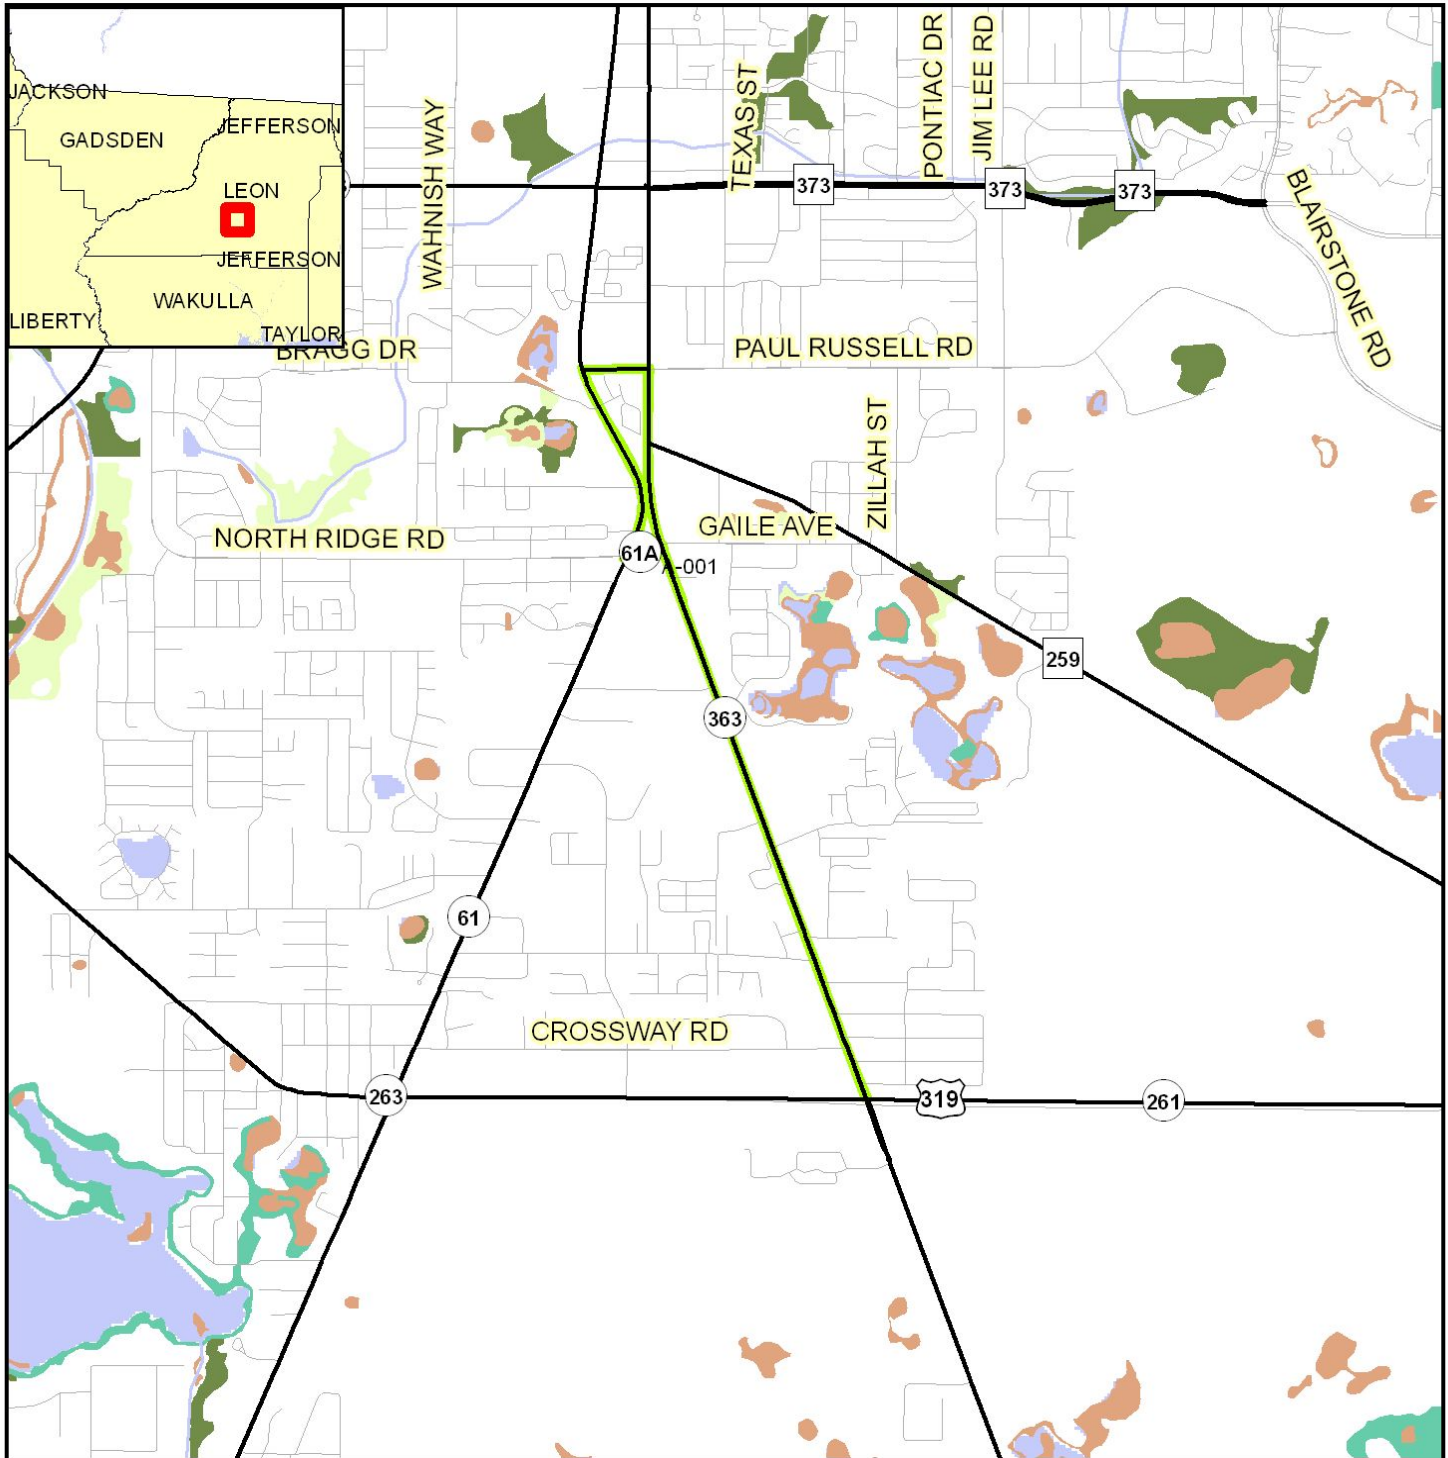 JACKSON
GADSDEN
JEFFERSON
LEON
JEFFERSON
WAKULLA
LIBERTY
TAYLOR
WAHNISH WAY
TEXAS ST
PONTIAC DR
JIM LEE RD
373
373
373
BLAIRSTONE RD
BRAGG DR
PAUL RUSSELL RD
ZILLAH ST
NORTH RIDGE RD
GAILE AVE
61A
A-001
259
363
61
CROSSWAY RD
263
319
261